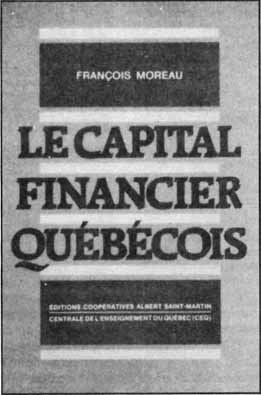 FRANÇOIS MOREAU
LE CAPITAL
FINANCIER
QUÉBÉCOIS
ÉDITIONS COOPÉRATIVES ALBERT SAINT-MARTIN
CENTRALE DE L'ENSEIGNEMENT DU QUÉBEC (CEQ)